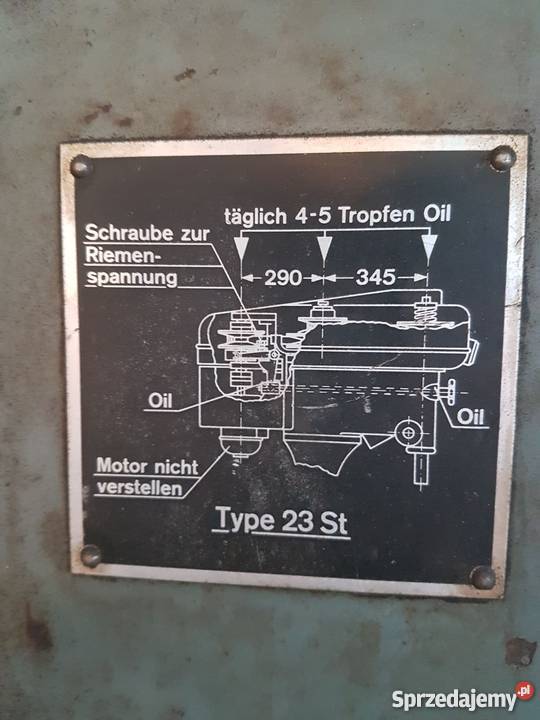 täglich 4-5 Tropfen Oil
Schraube zur
Riemen-
spannung
290
345
Oil
Oil
Motor nicht
verstellen
Type 23 St
Sprzedajemy.pl